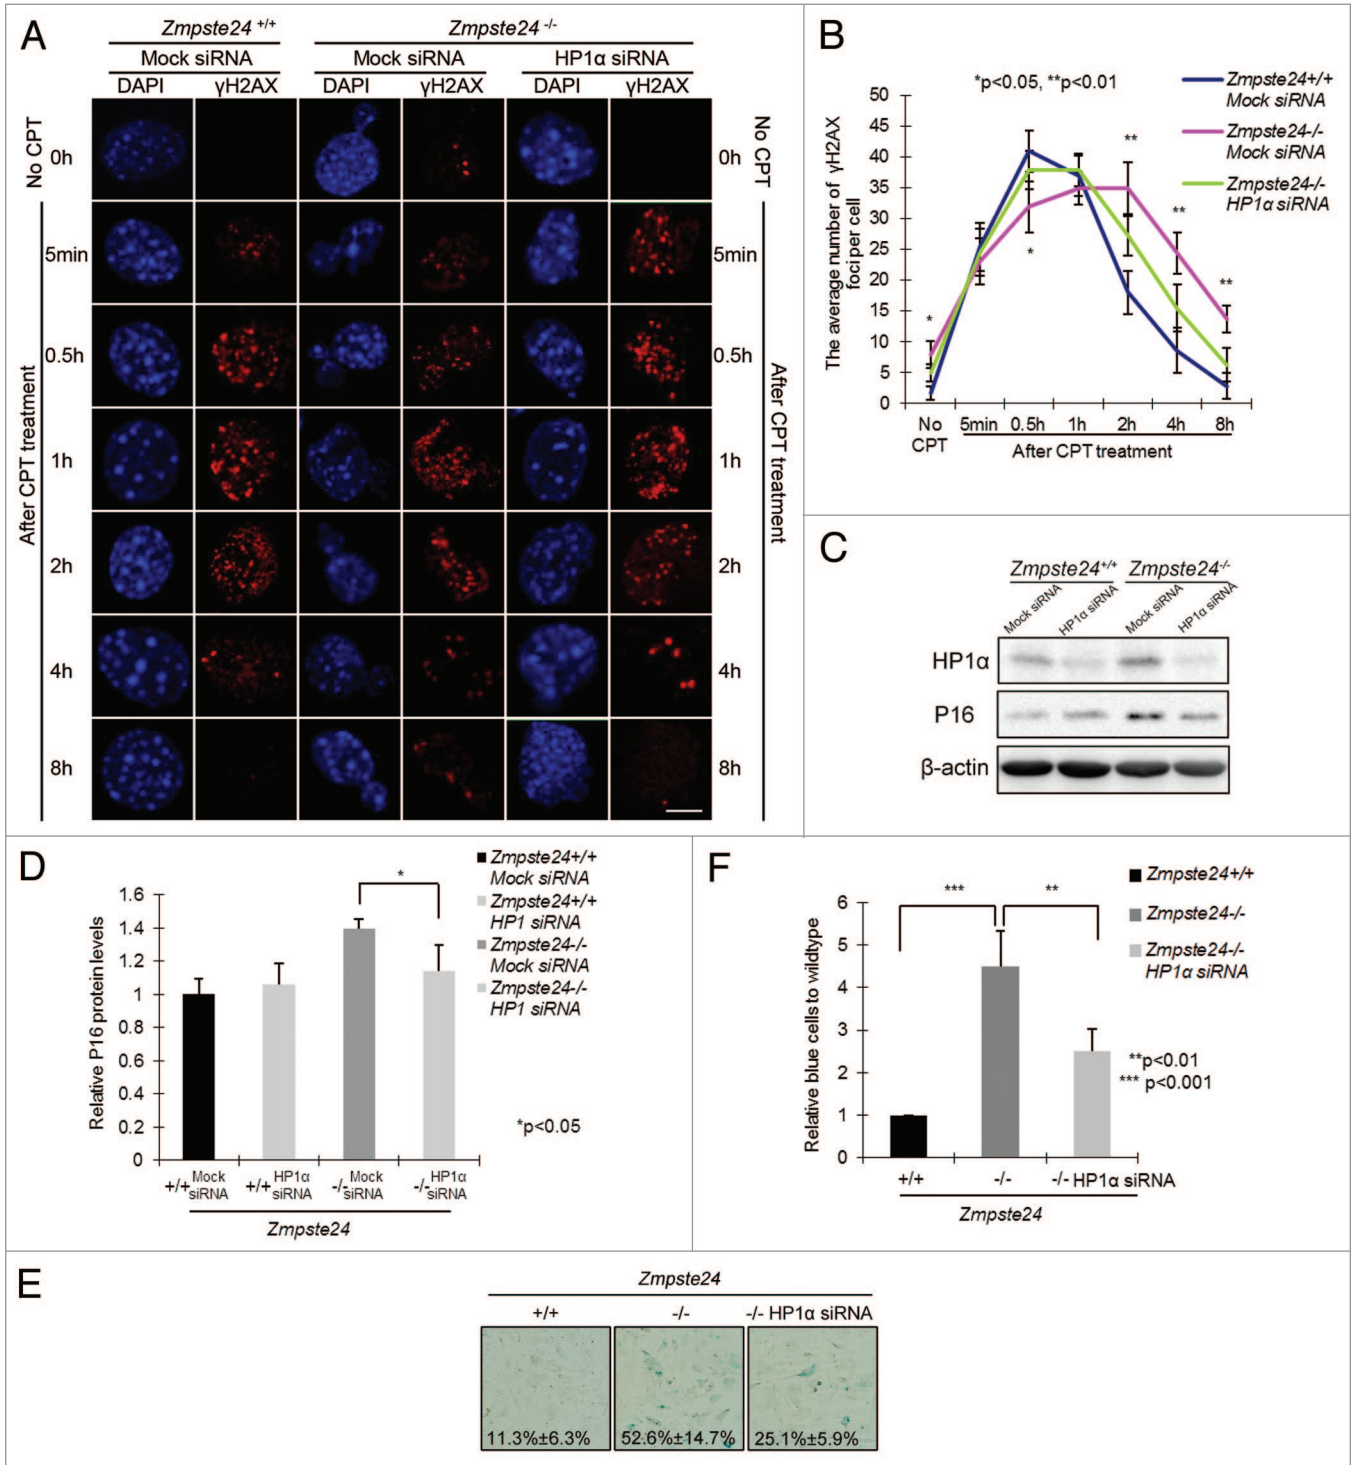 A
Zmpste24 +/+
Zmpste24 -/-
Mock siRNA
Mock siRNA
HP1α siRNA
DAPI
γH2AX
DAPI
γH2AX
DAPI
γH2AX
No CPT
0h
0h
No CPT
After CPT treatment
5min
5min
0.5h
0.5h
1h
1h
2h
2h
4h
4h
8h
8h
After CPT treatment
B
*p<0.05, **p<0.01
Zmpste24+/+
Mock siRNA
Zmpste24-/-
Mock siRNA
Zmpste24-/-
HP1α siRNA
The average number of γH2AX
foci per cell
50
45
40
35
30
25
20
15
10
5
0
*
*
**
**
**
No
CPT
5min
0.5h
1h
2h
4h
8h
After CPT treatment
C
Zmpste24+/+
Zmpste24-/-
Mock siRNA
HP1α siRNA
Mock siRNA
HP1α siRNA
HP1α
P16
β-actin
D
Zmpste24+/+
Mock siRNA
Zmpste24+/+
HP1 siRNA
Zmpste24-/-
Mock siRNA
Zmpste24-/-
HP1 siRNA
*
*p<0.05
Relative P16 protein levels
1.6
1.4
1.2
1
0.8
0.6
0.4
0.2
0
+/+ Mock siRNA
+/+ HP1α siRNA
-/- Mock siRNA
-/- HP1α siRNA
Zmpste24
F
Zmpste24+/+
Zmpste24-/-
Zmpste24-/-
HP1α siRNA
***
**
**p<0.01
*** p<0.001
Relative blue cells to wildtype
6
5
4
3
2
1
0
+/+
-/-
-/- HP1α siRNA
Zmpste24
E
Zmpste24
+/+
-/-
-/- HP1α siRNA
11.3%±6.3%
52.6%±14.7%
25.1%±5.9%